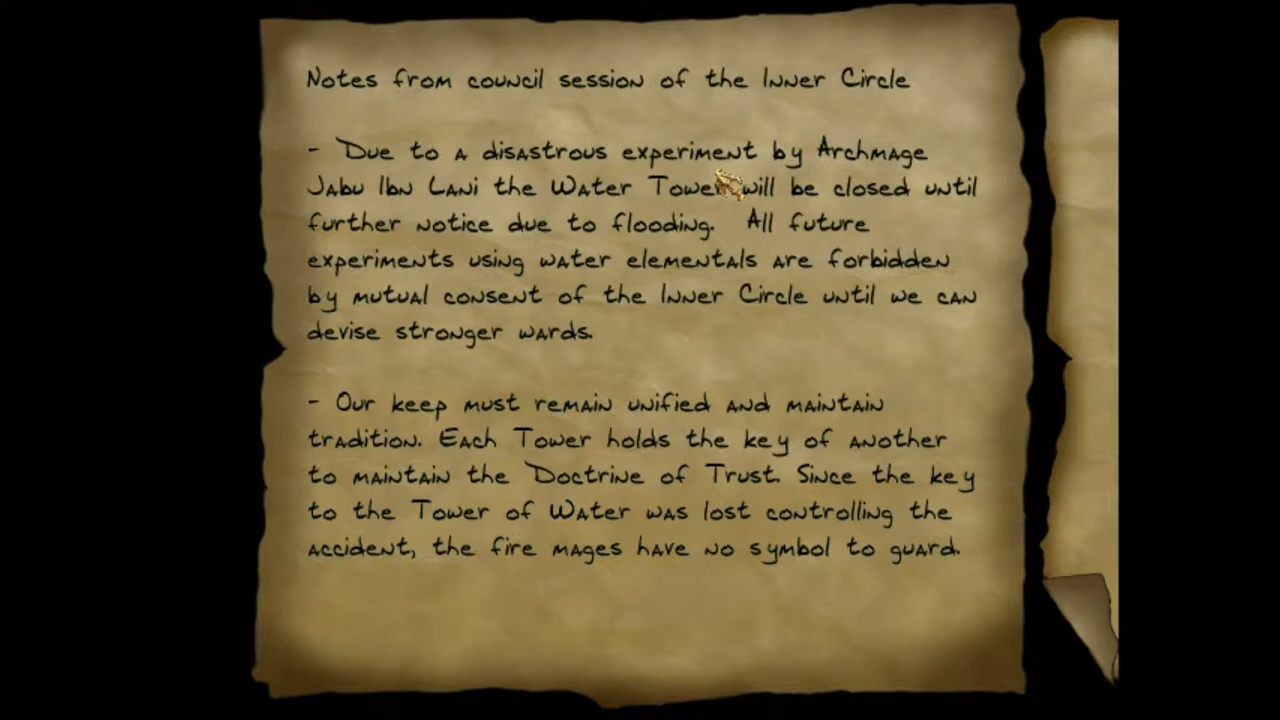 Notes from council session of the Inner Circle
- Due to a disastrous experiment by Archmage
Jabu Ibn Lani the Water Tower will be closed until
further notice due to flooding. All future
experiments using water elementals are forbidden
by mutual consent of the Inner Circle until we can
devise stronger wards.
- Our keep must remain unified and maintain
tradition. Each Tower holds the key of another
to maintain the Doctrine of Trust. Since the key
to the Tower of Water was lost controlling the
accident, the fire mages have no symbol to guard.